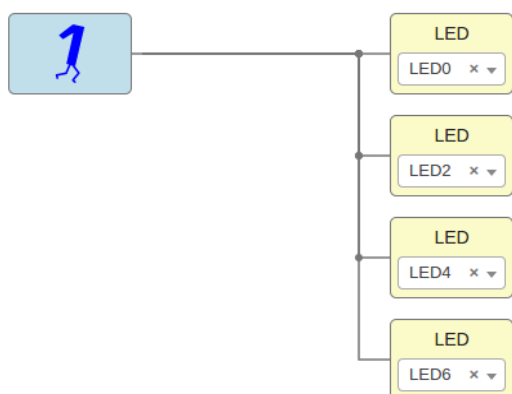 1
LED
LED0 × ▾
LED
LED2 × ▾
LED
LED4 × ▾
LED
LED6 × ▾